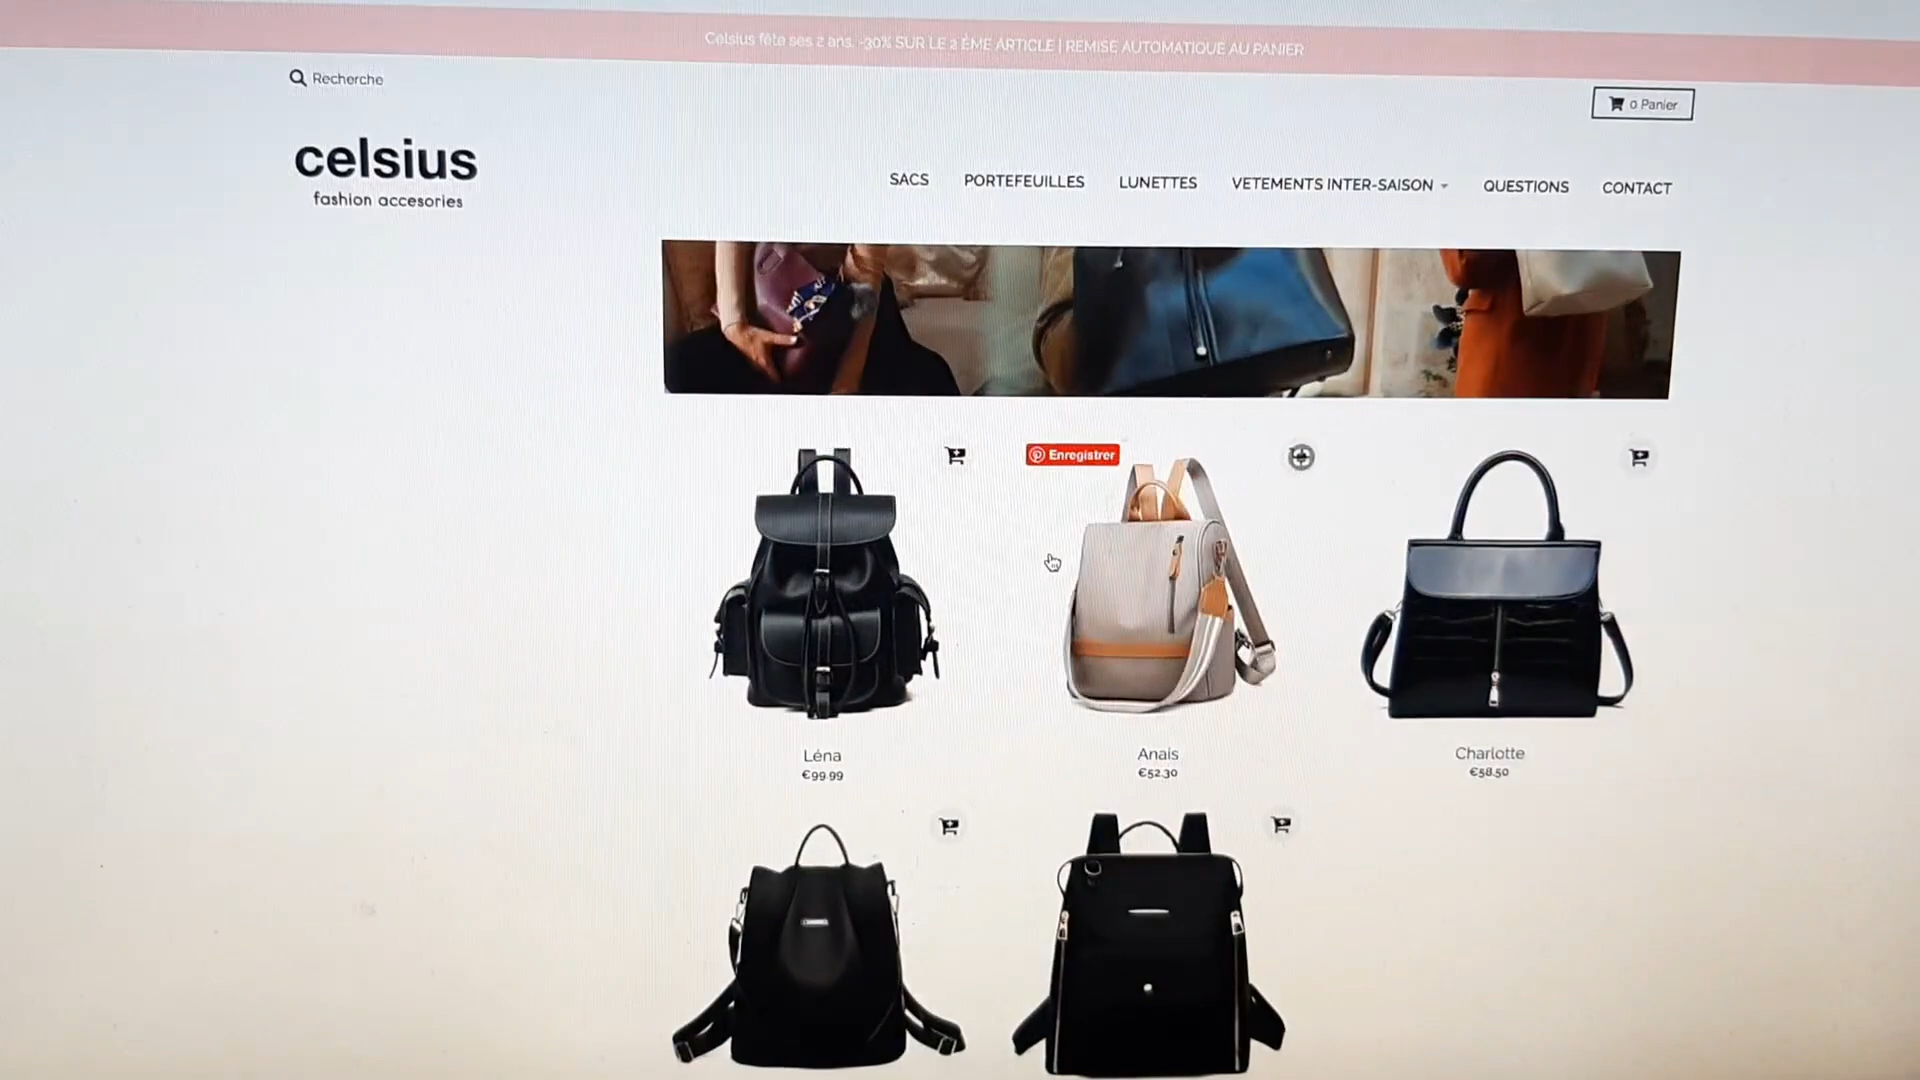 Celsius fête ses 2 ans. -30% SUR LE 2 ÈME ARTICLE | REMISE AUTOMATIQUE AU PANIER
Recherche
0 Panier
celsius
fashion accesories
SACS
PORTEFEUILLES
LUNETTES
VETEMENTS INTER-SAISON
QUESTIONS
CONTACT
Enregistrer
Léna
€99.99
Anais
€52.30
Charlotte
€58.50